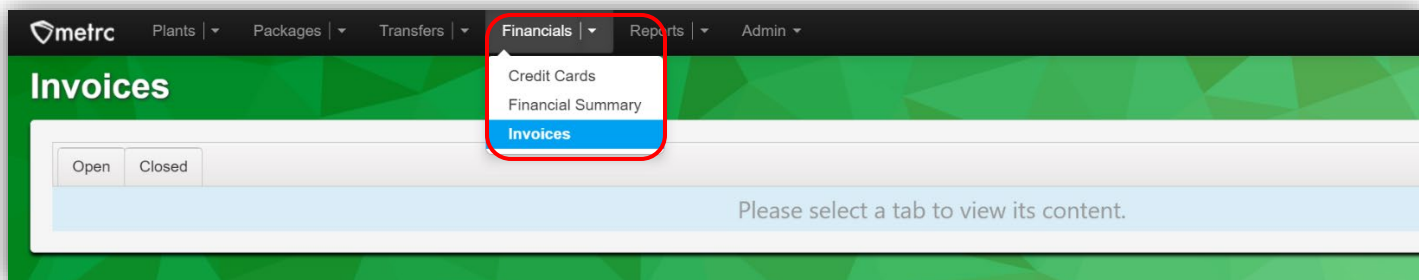 metrc Plants Packages Transfers Financials Reports Admin
Credit Cards
Financial Summary
Invoices
Invoices
Open Closed
Please select a tab to view its content.